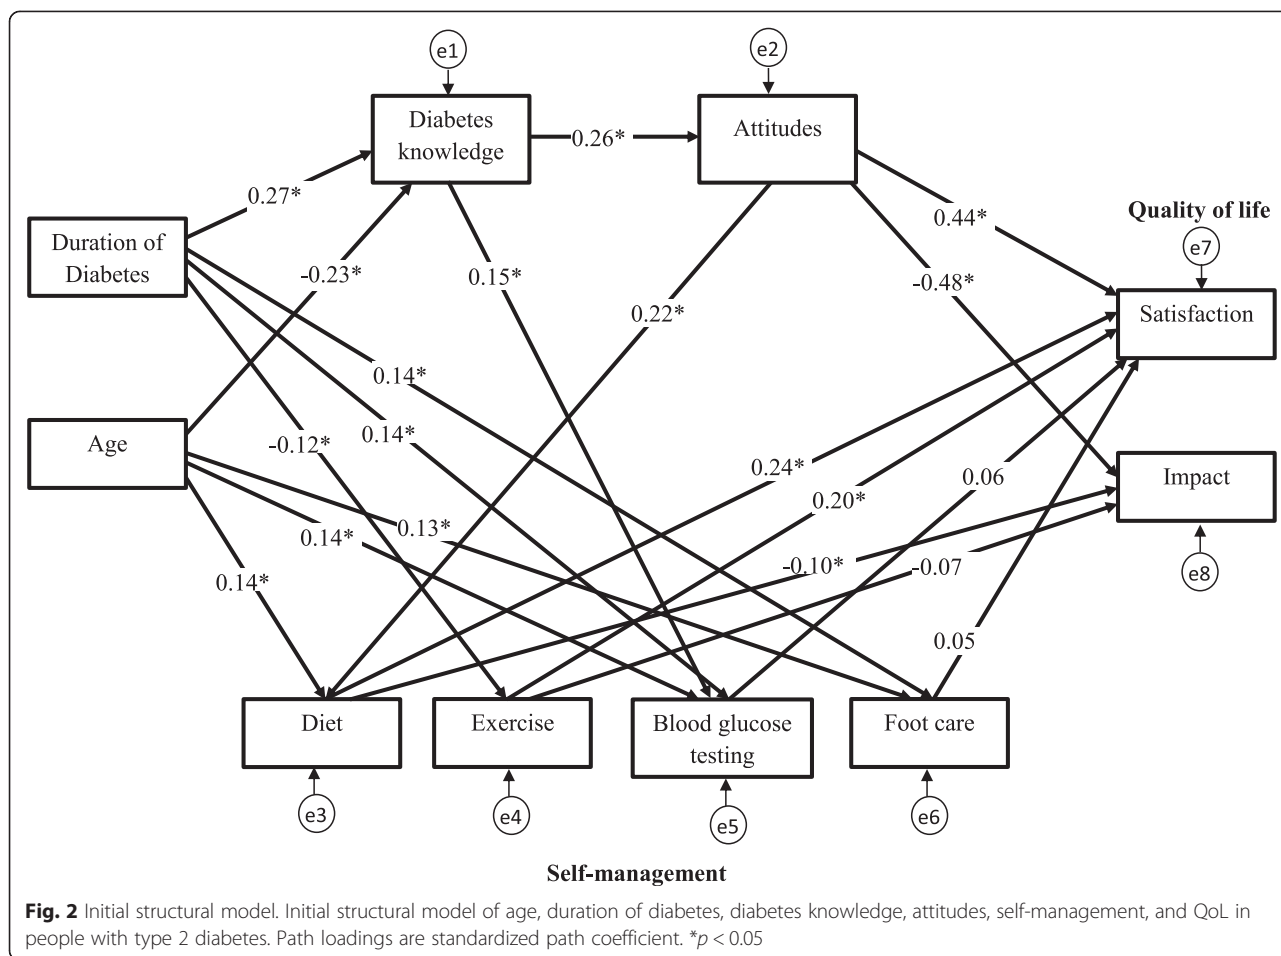 e1
e2
Diabetes
knowledge
Attitudes
0.26*
0.27*
0.44*
Quality of life
e7
Duration of
Diabetes
-0.23*
0.15*
-0.48*
0.22*
Satisfaction
0.14*
0.14*
-0.12*
Age
0.24*
0.06
Impact
0.20*
0.13*
0.14*
-0.10*
-0.07
e8
0.14*
0.05
Diet
Exercise
Blood glucose
testing
Foot care
e3
e4
e5
e6
Self-management
Fig. 2 Initial structural model. Initial structural model of age, duration of diabetes, diabetes knowledge, attitudes, self-management, and QoL in
people with type 2 diabetes. Path loadings are standardized path coefficient. *p < 0.05